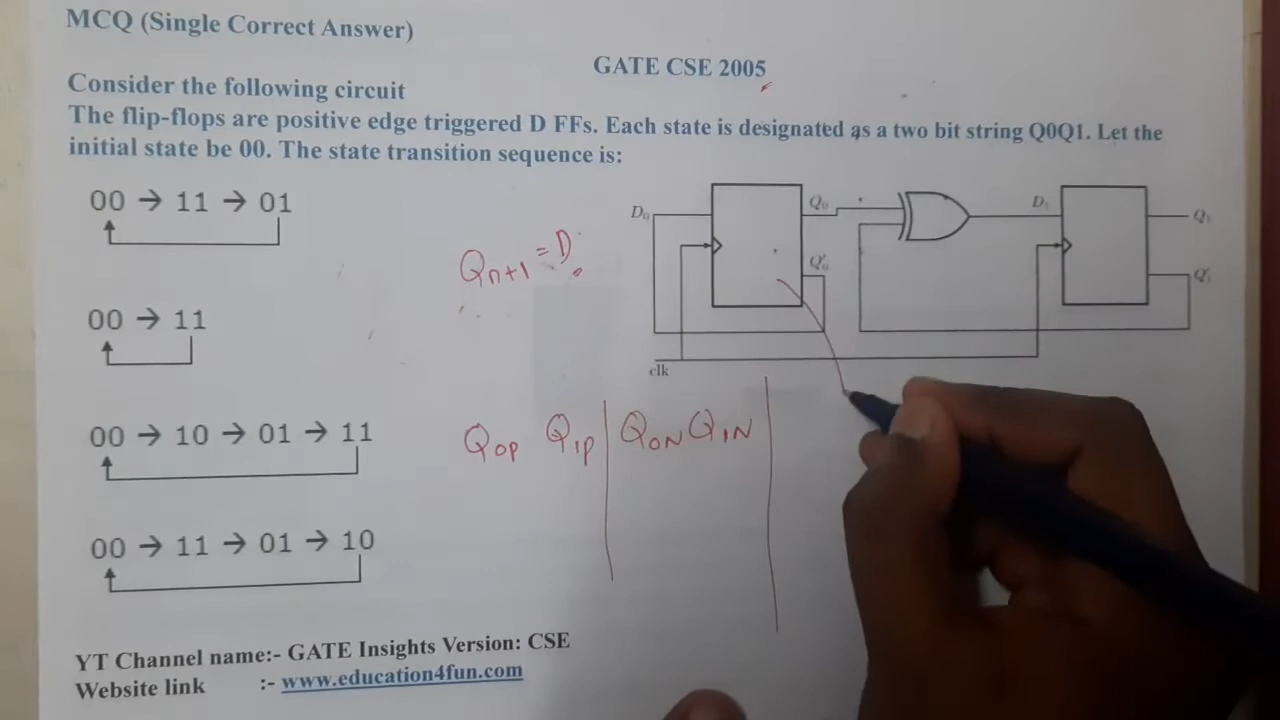 MCQ (Single Correct Answer)
GATE CSE 2005
Consider the following circuit
The flip-flops are positive edge triggered D FFs. Each state is designated as a two bit string Q0Q1. Let the
initial state be 00. The state transition sequence is:
00 → 11 → 01
00 → 11
00 → 10 → 01 → 11
00 → 11 → 01 → 10
D₀
Q₀
Q₀'
D₁
Q₁
Q₁'
clk
Qn+1 = D
Q0P Q1P | Q0N Q1N
YT Channel name:- GATE Insights Version: CSE
Website link :- www.education4fun.com